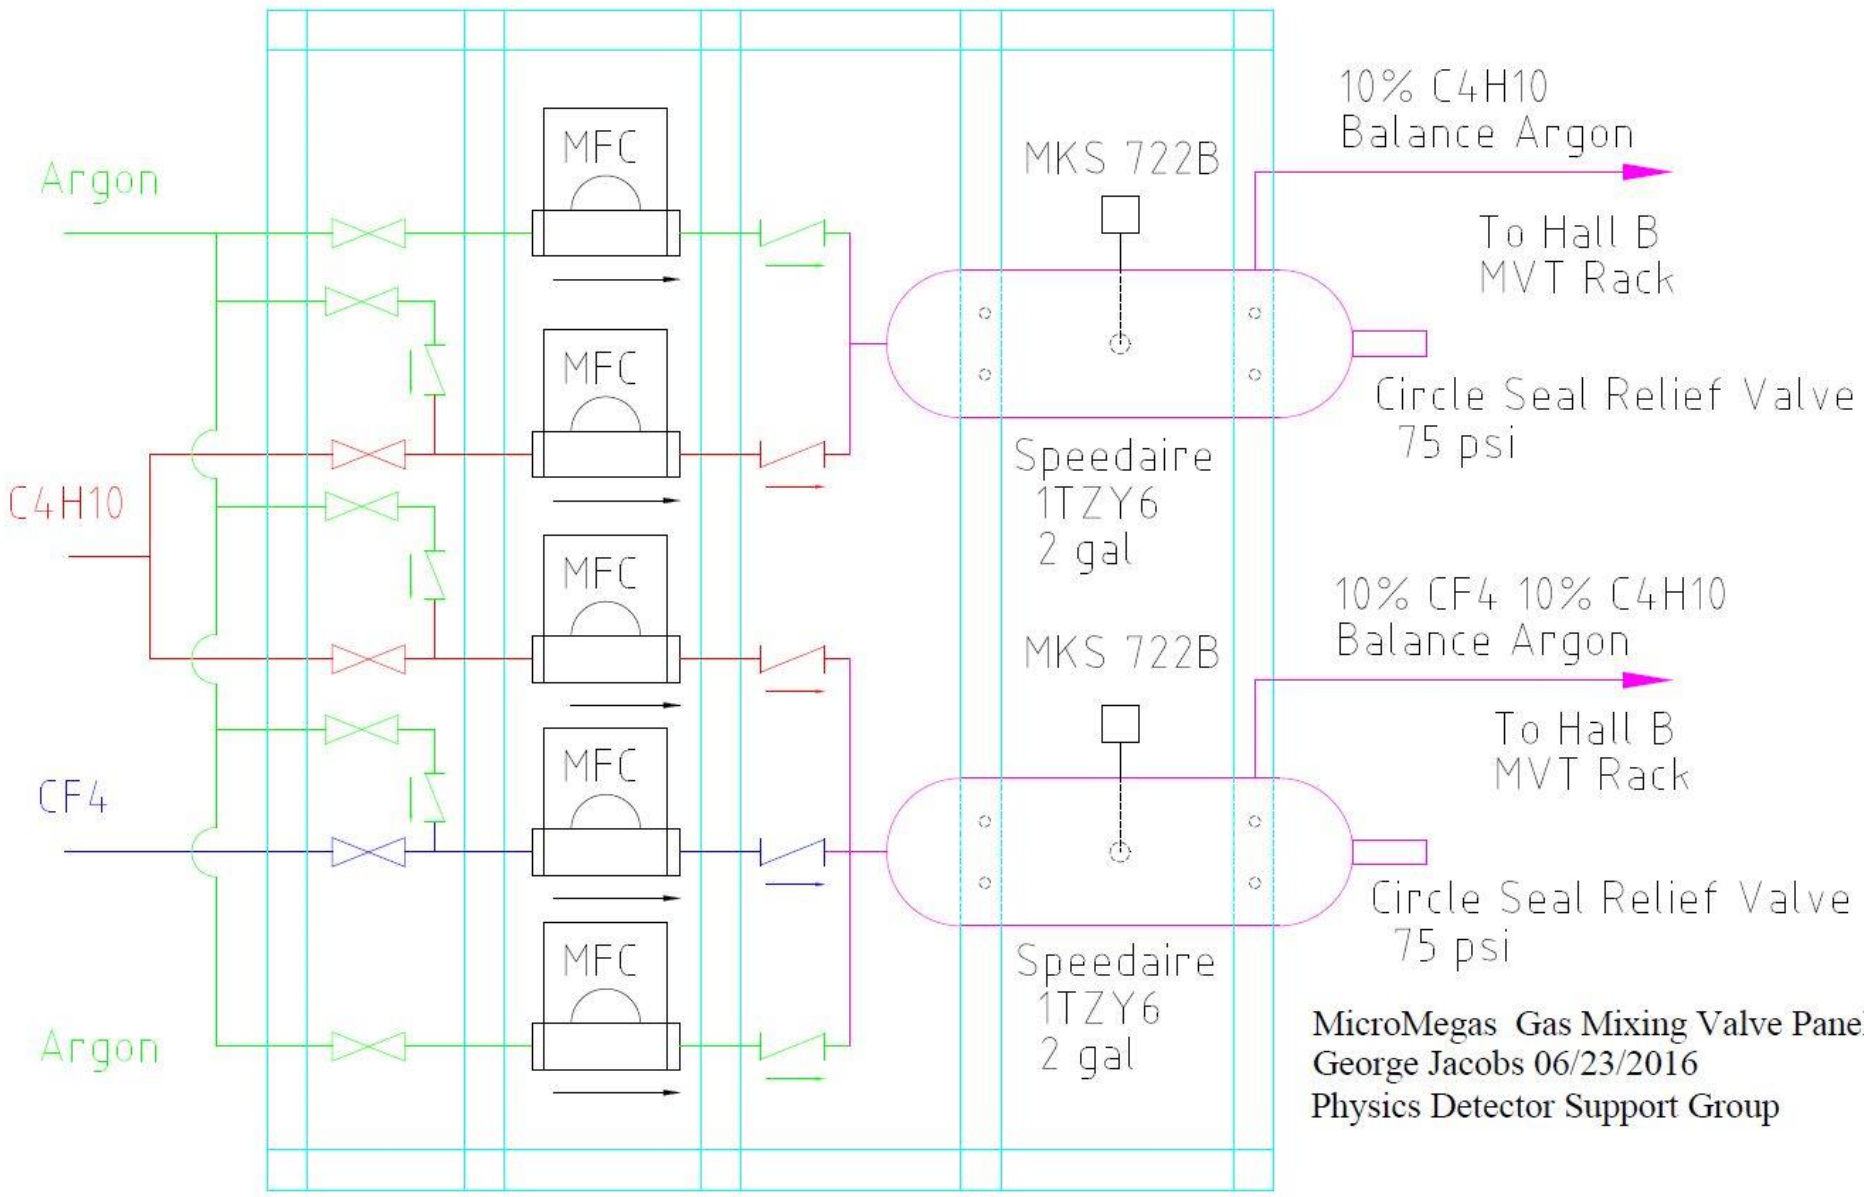 Argon
C4H10
CF4
Argon
MFC
MFC
MFC
MFC
MFC
MKS 722B
10% C4H10
Balance Argon
To Hall B
MVT Rack
Circle Seal Relief Valve
75 psi
Speedaire
1TZY6
2 gal
MKS 722B
10% CF4 10% C4H10
Balance Argon
To Hall B
MVT Rack
Circle Seal Relief Valve
75 psi
Speedaire
1TZY6
2 gal
MicroMegas Gas Mixing Valve Panel
George Jacobs 06/23/2016
Physics Detector Support Group